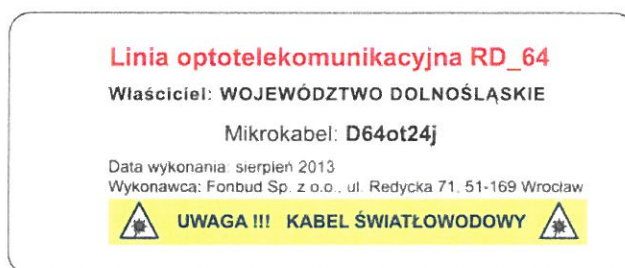 Linia optotelekomunikacyjna RD_64
Właściciel: WOJEWÓDZTWO DOLNOŚLĄSKIE
Mikrokabel: D64ot24j
Data wykonania: sierpień 2013
Wykonawca: Fonbud Sp. z o.o., ul. Redycka 71, 51-169 Wrocław
UWAGA !!! KABEL ŚWIATŁOWODOWY